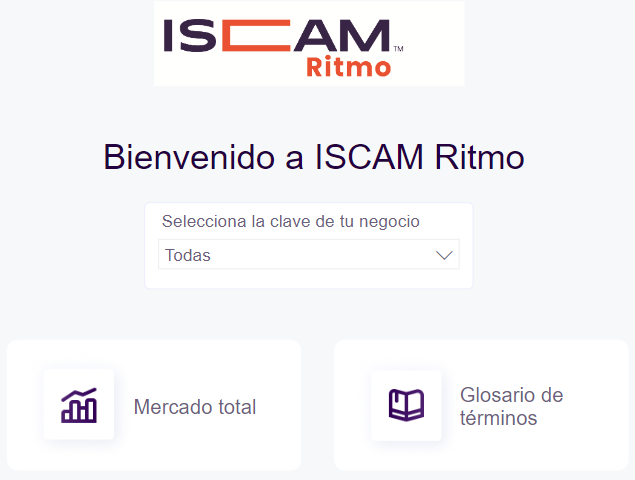 ISCAM™
Ritmo
Bienvenido a ISCAM Ritmo
Selecciona la clave de tu negocio
Todas
Mercado total
Glosario de
términos